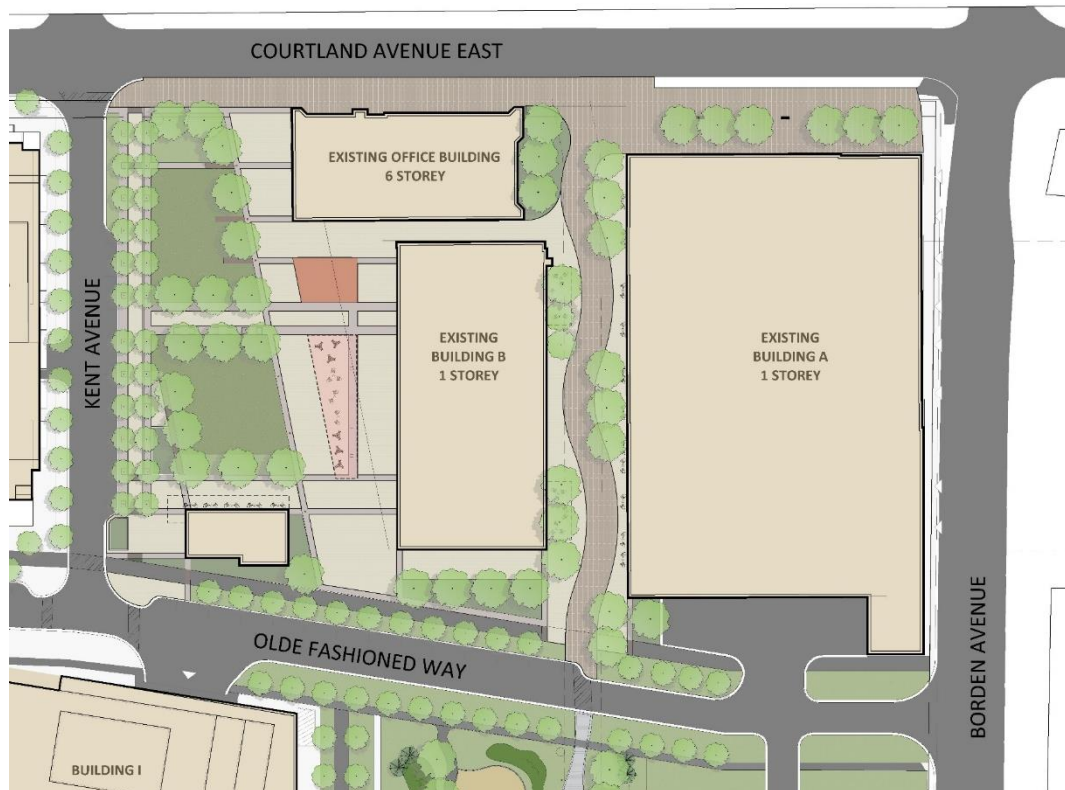 COURTLAND AVENUE EAST
EXISTING OFFICE BUILDING
6 STOREY
KENT AVENUE
EXISTING
BUILDING B
1 STOREY
EXISTING
BUILDING A
1 STOREY
OLDE FASHIONED WAY
BORDEN AVENUE
BUILDING I